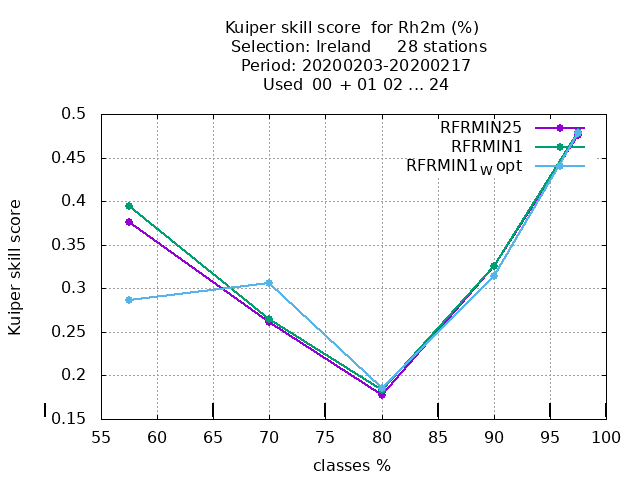 Kuiper skill score  for Rh2m (%)
Selection: Ireland     28 stations
Period: 20200203-20200217
Used  00 + 01 02 ... 24
RFRMIN25
RFRMIN1
RFRMIN1_W opt
Kuiper skill score
0.5
0.45
0.4
0.35
0.3
0.25
0.2
0.15
55 60 65 70 75 80 85 90 95 100
classes %